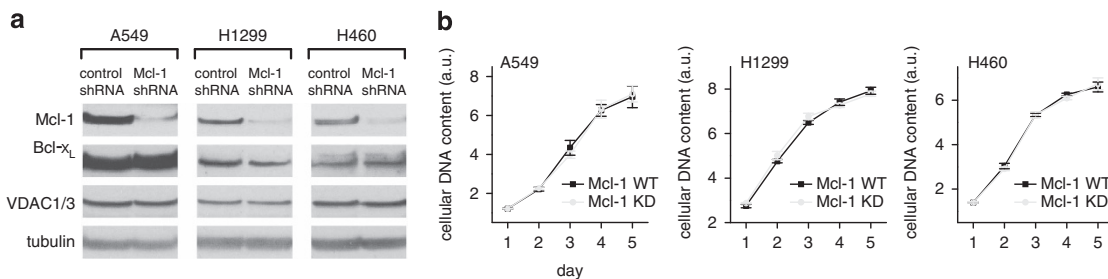 a
A549 H1299 H460
control shRNA Mcl-1 shRNA control shRNA Mcl-1 shRNA control shRNA Mcl-1 shRNA
Mcl-1
Bcl-xL
VDAC1/3
tubulin
b
cellular DNA content (a.u.)
A549
8
6
4
2
Mcl-1 WT
Mcl-1 KD
1 2 3 4 5
day
cellular DNA content (a.u.)
H1299
8
6
4
2
Mcl-1 WT
Mcl-1 KD
1 2 3 4 5
cellular DNA content (a.u.)
H460
6
4
2
Mcl-1 WT
Mcl-1 KD
1 2 3 4 5